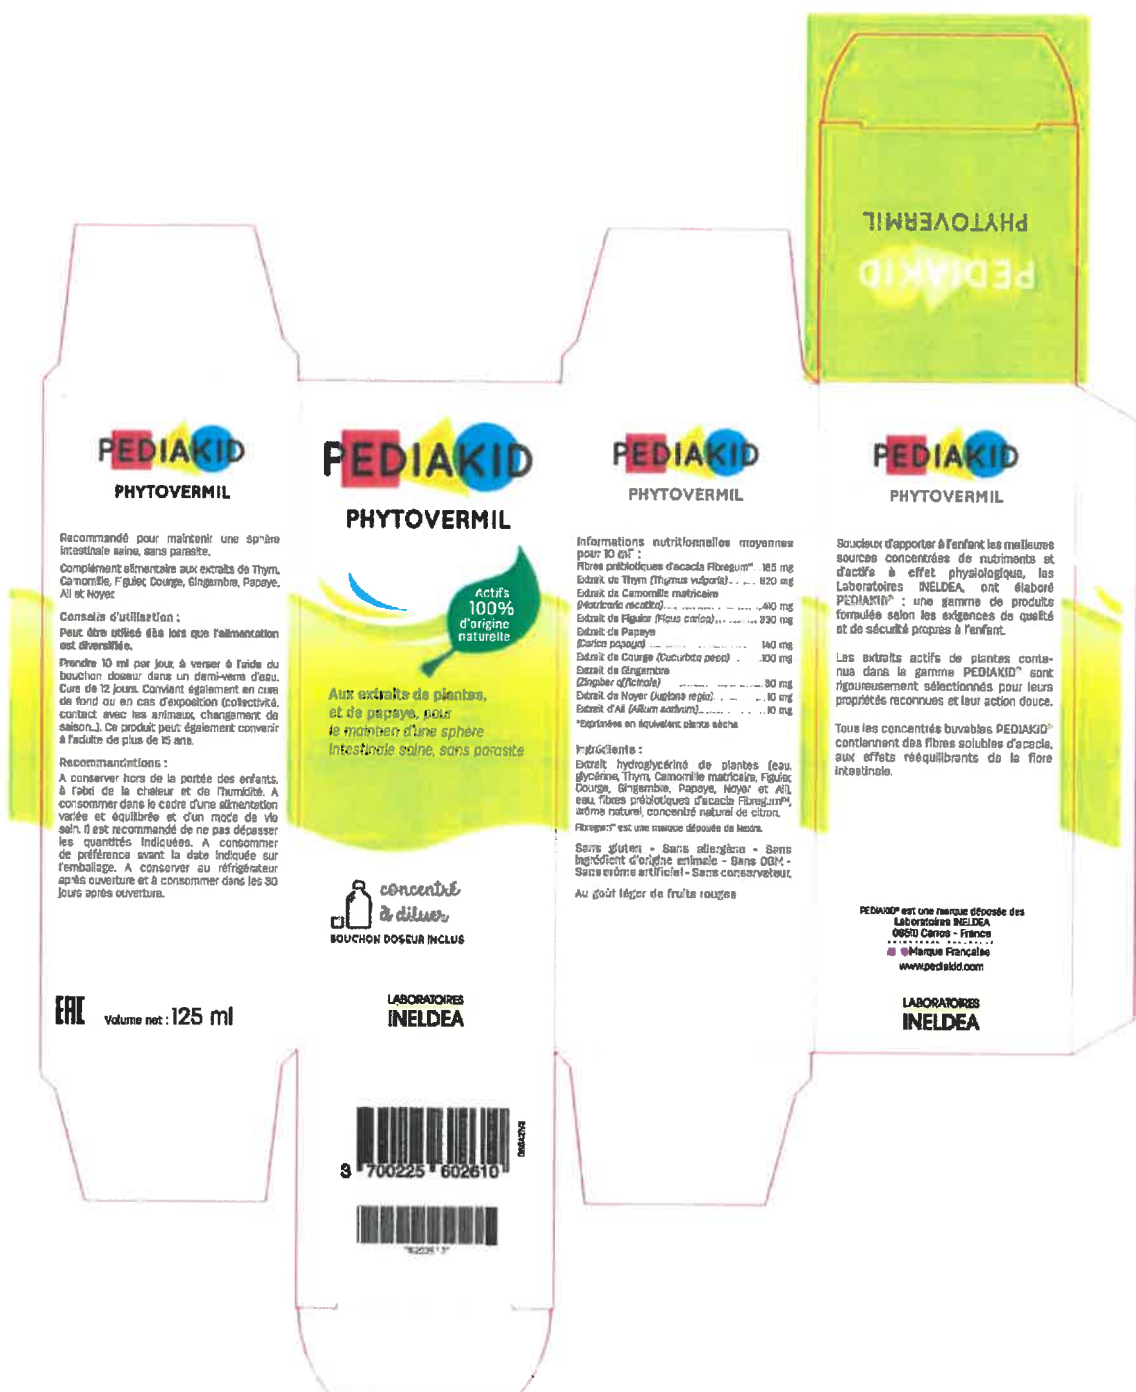 PHYTOVERMIL
PEDIAKID
PEDIAKID
PHYTOVERMIL
Recommandé pour maintenir une sphère
intestinale saine, sans parasite.
Complément alimentaire aux extraits de Thym,
Camomille, Figuier, Courge, Gingembre, Papaye,
Ail et Noyer.
Conseils d'utilisation :
Peut être utilisé dès lors que l'alimentation
est diversifiée.
Prendre 10 ml par jour, à verser à l'aide du
bouchon doseur dans un demi-verre d'eau.
Cure de 12 jours. Convient également en cure
de fond ou en cas d'exposition (collectivité,
contact avec les animaux, changement de
saison...). Ce produit peut également convenir
à l'adulte de plus de 15 ans.
Recommandations :
A conserver hors de la portée des enfants,
à l'abri de la chaleur et de l'humidité. A
consommer dans le cadre d'une alimentation
variée et équilibrée et d'un mode de vie
sain. Il est recommandé de ne pas dépasser
les quantités indiquées. A consommer
de préférence avant la date indiquée sur
l'emballage. A conserver au réfrigérateur
après ouverture et à consommer dans les 30
jours après ouverture.
EAC Volume net : 125 ml
PEDIAKID
PHYTOVERMIL
Actifs
100%
d'origine
naturelle
Aux extraits de plantes,
et de papaye, pour
le maintien d'une sphère
intestinale saine, sans parasite
concentré
à diluer
BOUCHON DOSEUR INCLUS
LABORATOIRES
INELDEA
3 700225 602610
PEDIAKID
PHYTOVERMIL
Informations nutritionnelles moyennes
pour 10 ml* :
Fibres prébiotiques d'acacia Fibregum™ ..185 mg
Extrait de Thym (Thymus vulgaris)........ 820 mg
Extrait de Camomille matricaire
(Matricaria recutita)........................410 mg
Extrait de Figuier (Ficus carica)............230 mg
Extrait de Papaye
(Carica papaya) ........................ 140 mg
Extrait de Courge (Cucurbita pepo) . ..100 mg
Extrait de Gingembre
(Zingiber officinale) ................80 mg
Extrait de Noyer (Juglans regia)........10 mg
Extrait d'Ail (Allium sativum)..............10 mg
*Exprimées en équivalent plante sèche
Ingrédients :
Extrait hydroglycériné de plantes (eau,
glycérine, Thym, Camomille matricaire, Figuier,
Courge, Gingembre, Papaye, Noyer et Ail),
eau, fibres prébiotiques d'acacia Fibregum™,
arôme naturel, concentré naturel de citron.
Fibregum™ est une marque déposée de Nexira.
Sans gluten - Sans allergène - Sans
ingrédient d'origine animale - Sans OGM -
Sans arôme artificiel - Sans conservateur.
Au goût léger de fruits rouges
PEDIAKID
PHYTOVERMIL
Soucieux d'apporter à l'enfant les meilleures
sources concentrées de nutriments et
d'actifs à effet physiologique, les
Laboratoires INELDEA, ont élaboré
PEDIAKID® : une gamme de produits
formulée selon les exigences de qualité
et de sécurité propres à l'enfant.
Les extraits actifs de plantes conte-
nus dans la gamme PEDIAKID® sont
rigoureusement sélectionnés pour leurs
propriétés reconnues et leur action douce.
Tous les concentrés buvables PEDIAKID®
contiennent des fibres solubles d'acacia,
aux effets rééquilibrants de la flore
intestinale.
PEDIAKID® est une marque déposée des
Laboratoires INELDEA
06510 Carros - France
Marque Française
www.pediakid.com
LABORATOIRES
INELDEA